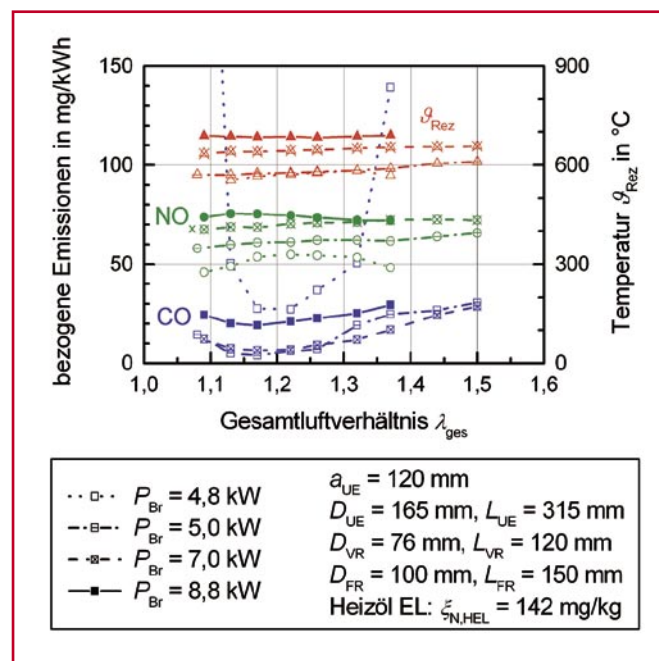 bezogene Emissionen in mg/kWh
150
100
50
0
900
600
300
0
Temperatur ϑRez in °C
ϑRez
NOx
CO
1,0 1,1 1,2 1,3 1,4 1,5 1,6
Gesamtluftverhältnis λges
PBr = 4,8 kW
PBr = 5,0 kW
PBr = 7,0 kW
PBr = 8,8 kW
aUE = 120 mm
DUE = 165 mm, LUE = 315 mm
DVR = 76 mm, LVR = 120 mm
DFR = 100 mm, LFR = 150 mm
Heizöl EL: ξN,HEL = 142 mg/kg